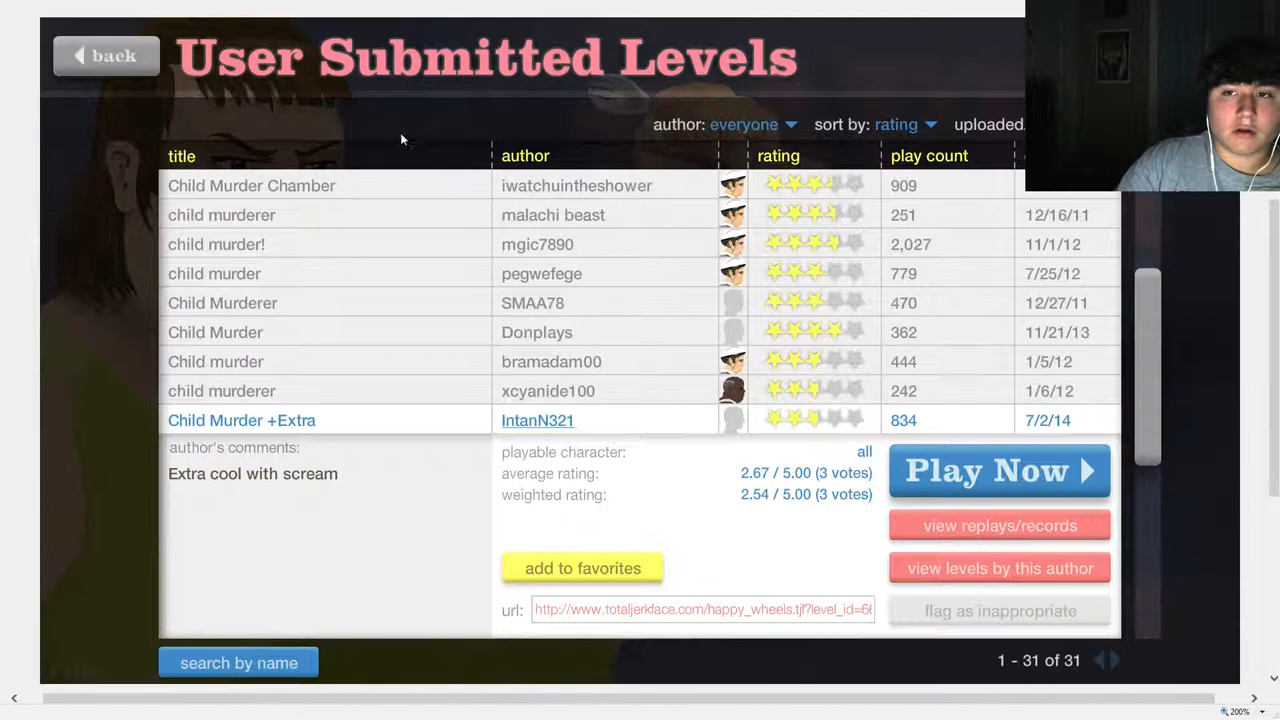 back
User Submitted Levels
author: everyone sort by: rating uploaded
title author rating play count
Child Murder Chamber iwatchuintheshower 909
child murderer malachi beast 251 12/16/11
child murder! mgic7890 2,027 11/1/12
child murder pegwefege 779 7/25/12
Child Murderer SMAA78 470 12/27/11
Child Murder Donplays 362 11/21/13
Child murder bramadam00 444 1/5/12
child murderer xcyanide100 242 1/6/12
Child Murder +Extra IntanN321 834 7/2/14
author's comments:
Extra cool with scream
playable character: all
average rating: 2.67 / 5.00 (3 votes)
weighted rating: 2.54 / 5.00 (3 votes)
Play Now
view replays/records
add to favorites
view levels by this author
url: http://www.totaljerkface.com/happy_wheels.tjf?level_id=6
flag as inappropriate
search by name
1 - 31 of 31
200%